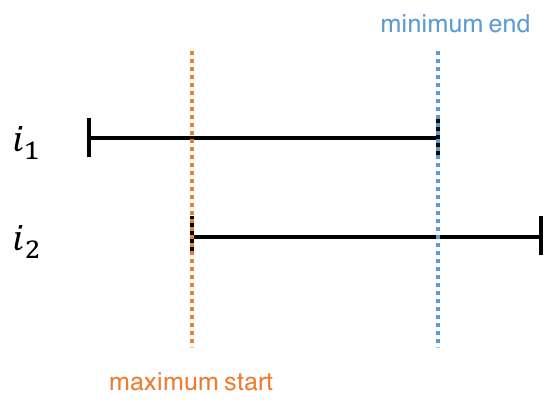 minimum end
i₁
i₂
maximum start